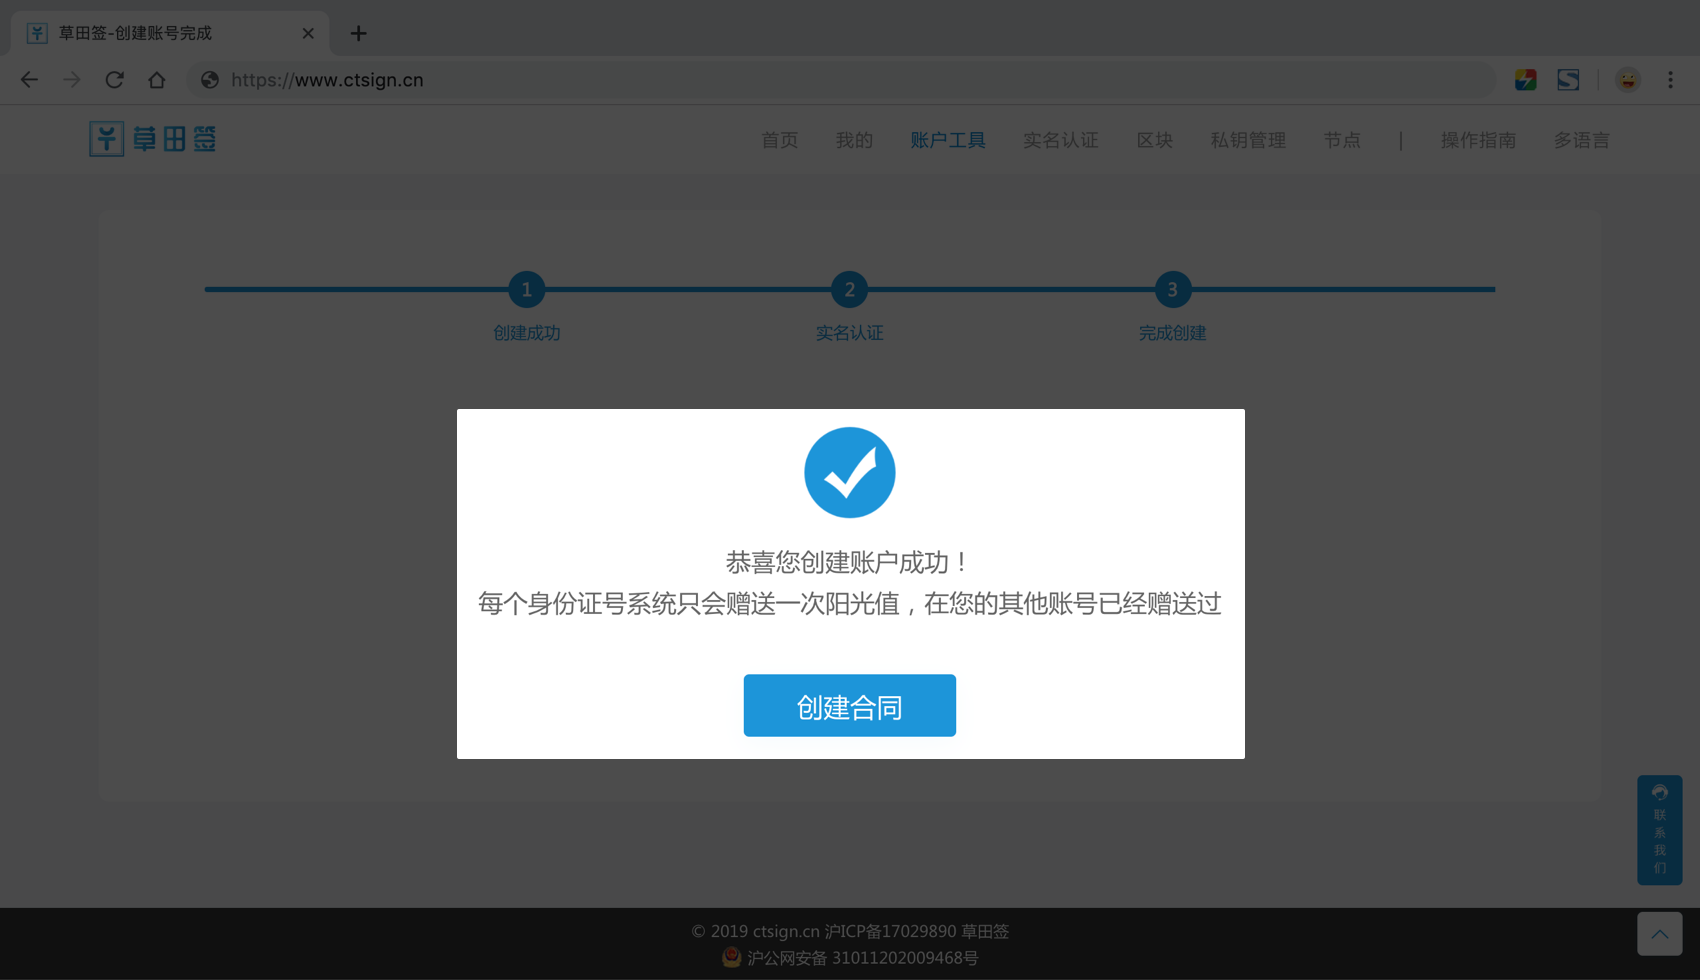 草田签-创建账号完成
https://www.ctsign.cn
草田签
首页 我的 账户工具 实名认证 区块 私钥管理 节点 | 操作指南 多语言
1 2 3
创建成功 实名认证 完成创建
恭喜您创建账户成功！
每个身份证号系统只会赠送一次阳光值，在您的其他账号已经赠送过
创建合同
联
系
我
们
© 2019 ctsign.cn 沪ICP备17029890 草田签
沪公网安备 31011202009468号